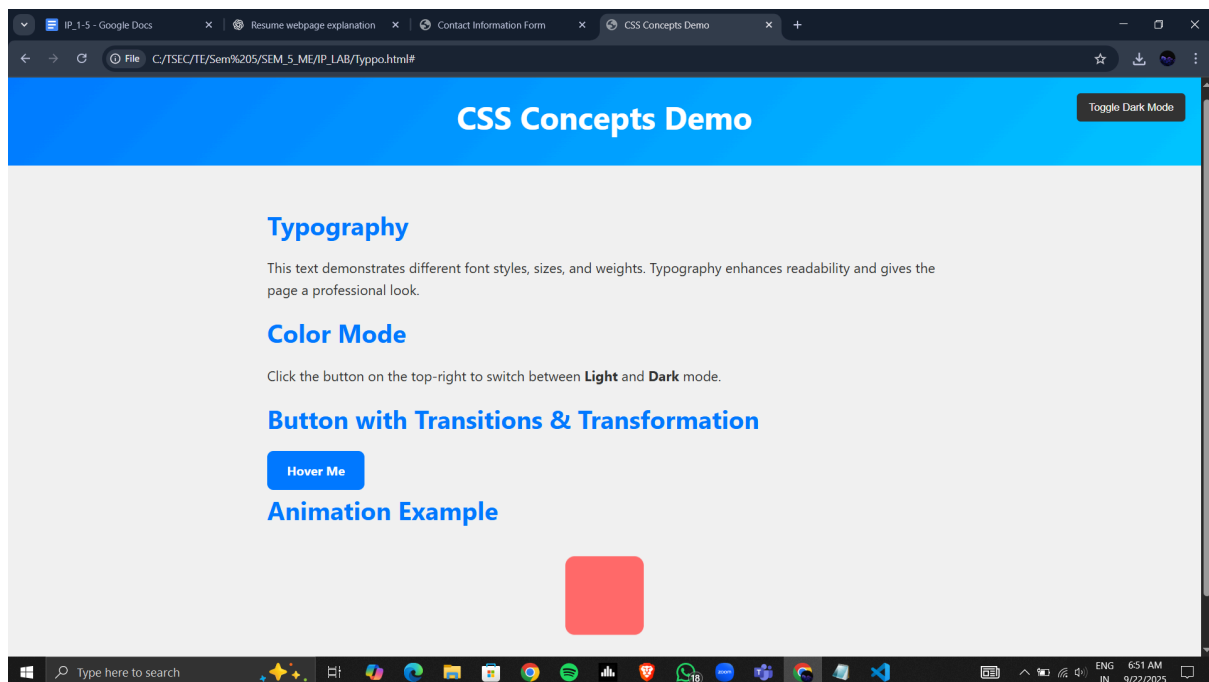 IP_1-5 - Google Docs
Resume webpage explanation
Contact Information Form
CSS Concepts Demo
File C:/TSEC/TE/Sem%205/SEM_5_ME/IP_LAB/Typpo.html#
CSS Concepts Demo
Toggle Dark Mode
Typography
This text demonstrates different font styles, sizes, and weights. Typography enhances readability and gives the
page a professional look.
Color Mode
Click the button on the top-right to switch between Light and Dark mode.
Button with Transitions & Transformation
Hover Me
Animation Example
Type here to search
zoom
18
ENG
IN
6:51 AM
9/22/2025